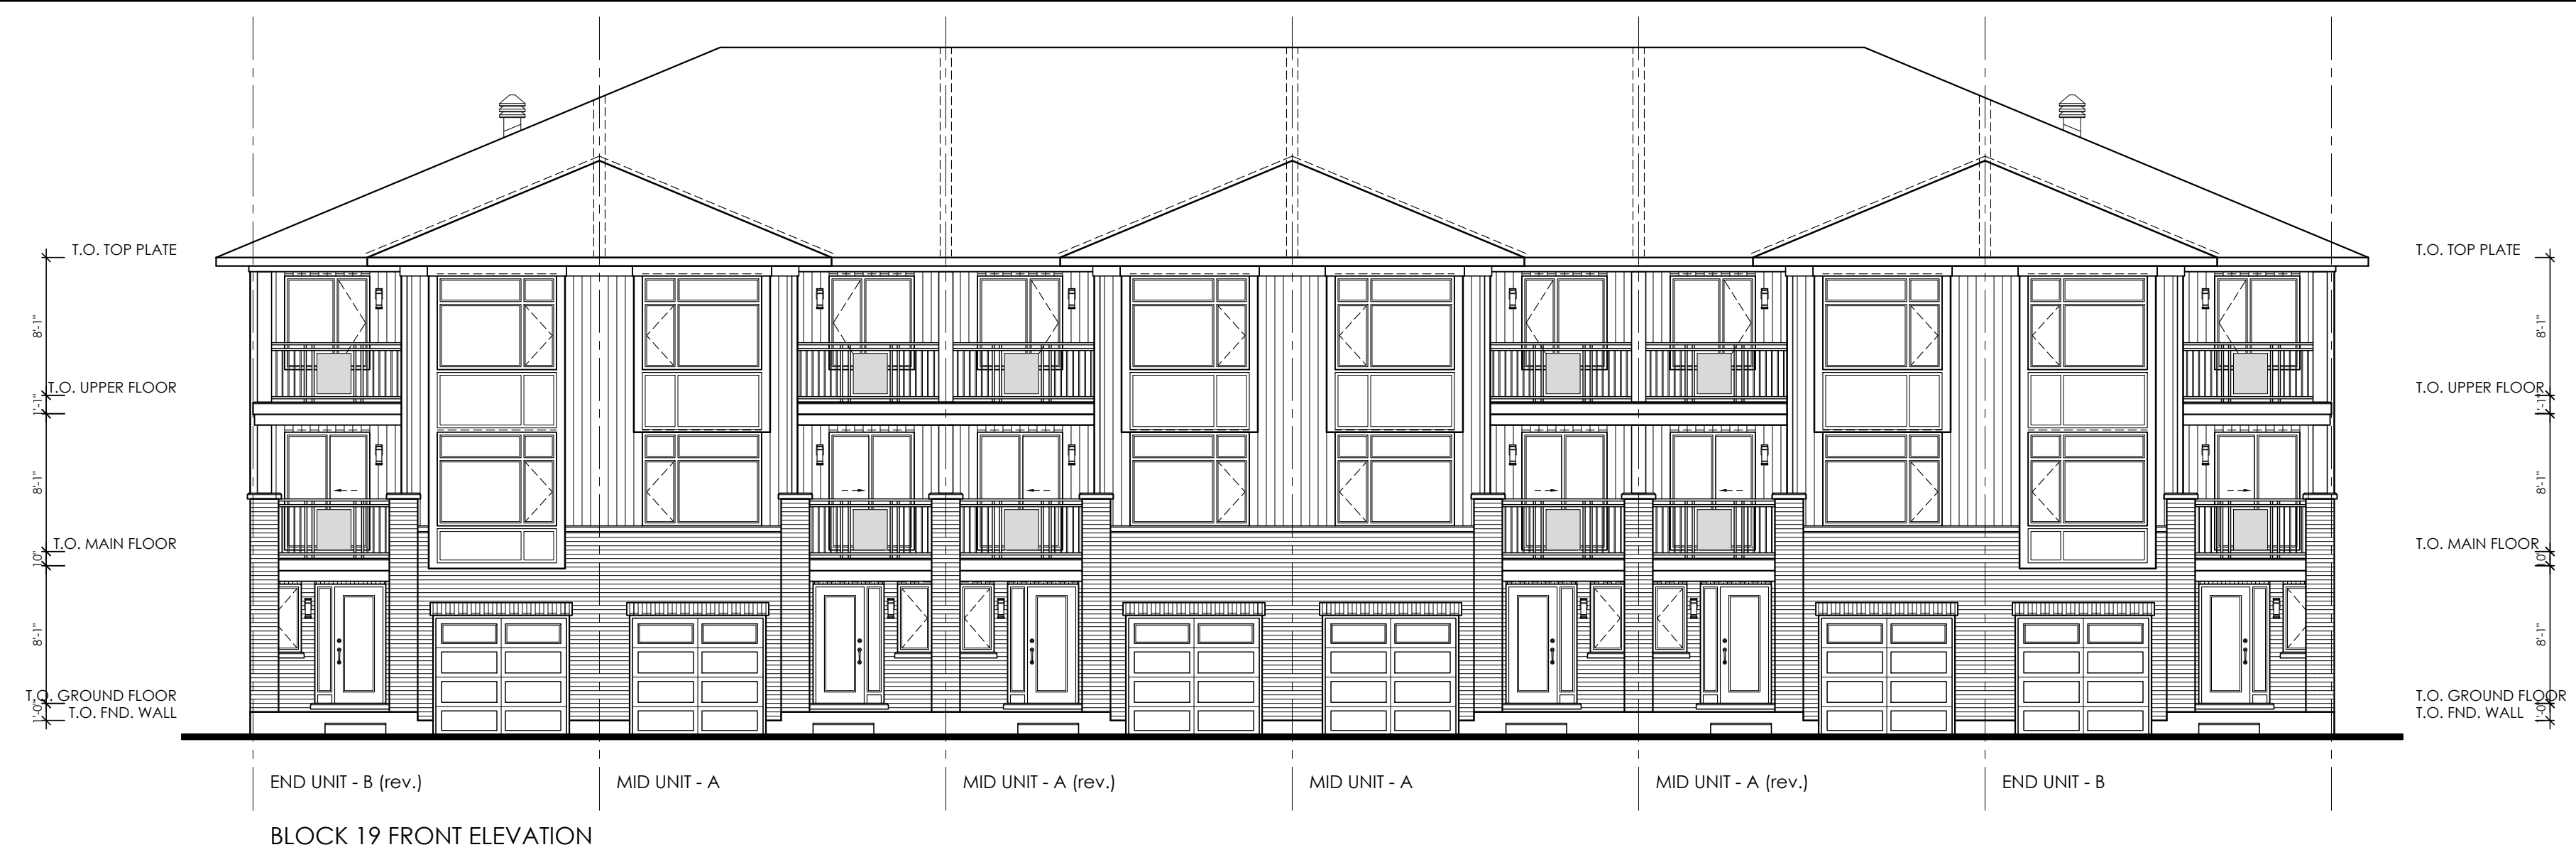 T.O. TOP PLATE
T.O. TOP PLATE
8'-1"
8'-1"
T.O. UPPER FLOOR
T.O. UPPER FLOOR
1'-1"
1'-1"
8'-1"
8'-1"
T.O. MAIN FLOOR
T.O. MAIN FLOOR
10"
10"
8'-1"
8'-1"
T.O. GROUND FLOOR
T.O. GROUND FLOOR
1'-0"
1'-0"
T.O. FND. WALL
T.O. FND. WALL
END UNIT - B (rev.)
MID UNIT - A
MID UNIT - A (rev.)
MID UNIT - A
MID UNIT - A (rev.)
END UNIT - B
BLOCK 19 FRONT ELEVATION